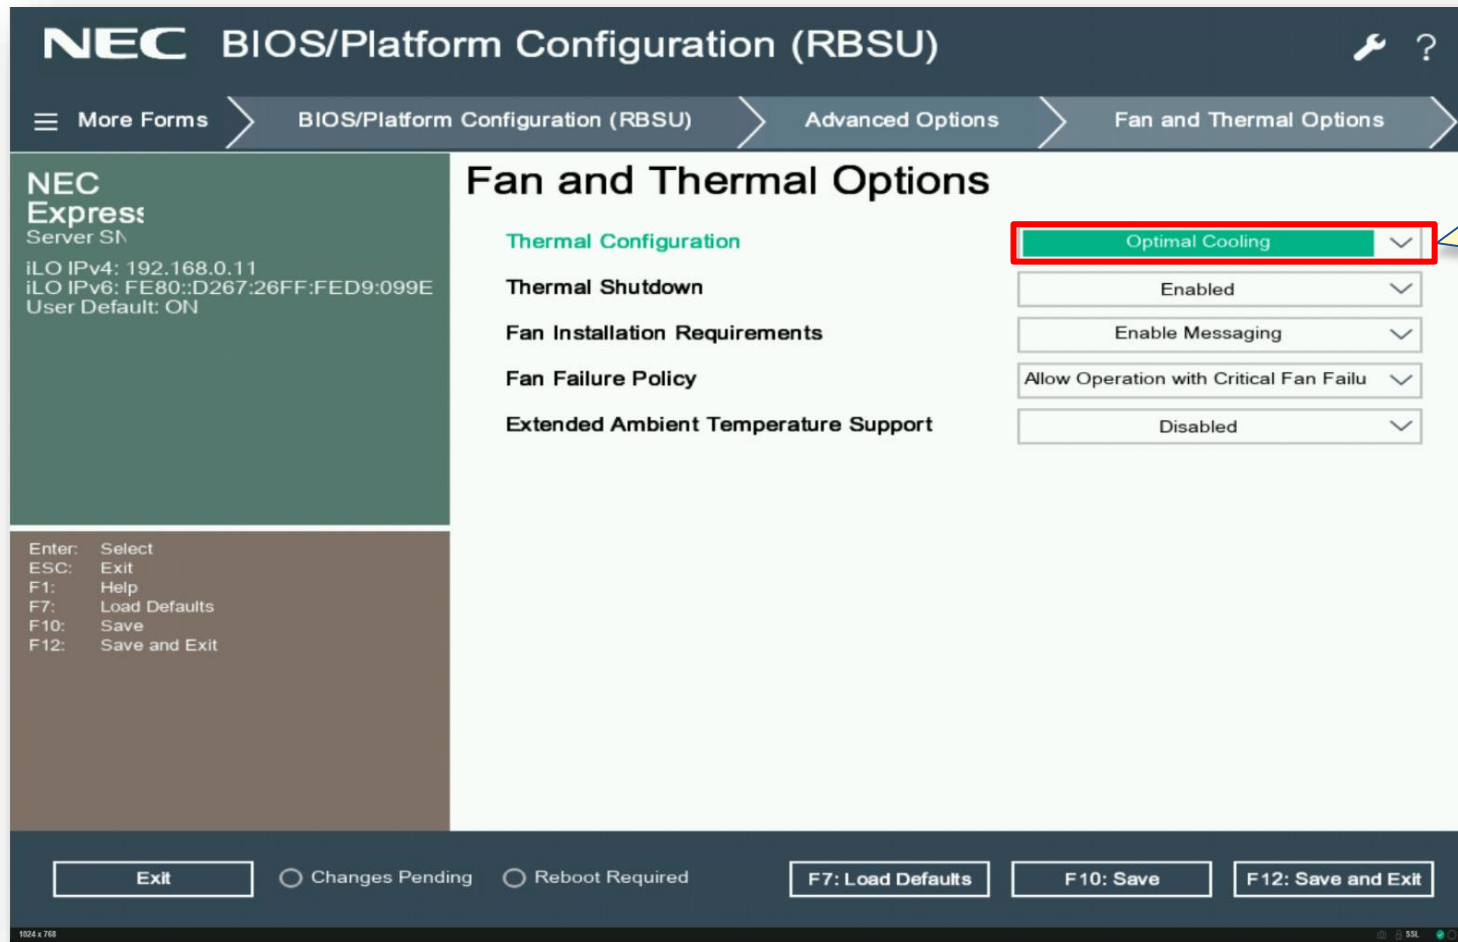 NEC BIOS/Platform Configuration (RBSU) ?
More Forms BIOS/Platform Configuration (RBSU) Advanced Options Fan and Thermal Options
NEC
Express
Server SN
iLO IPv4: 192.168.0.11
iLO IPv6: FE80::D267:26FF:FED9:099E
User Default: ON
Fan and Thermal Options
Thermal Configuration Optimal Cooling
Thermal Shutdown Enabled
Fan Installation Requirements Enable Messaging
Fan Failure Policy Allow Operation with Critical Fan Failu
Extended Ambient Temperature Support Disabled
Enter: Select
ESC: Exit
F1: Help
F7: Load Defaults
F10: Save
F12: Save and Exit
Exit Changes Pending Reboot Required F7: Load Defaults F10: Save F12: Save and Exit
1024 x 768 SSL